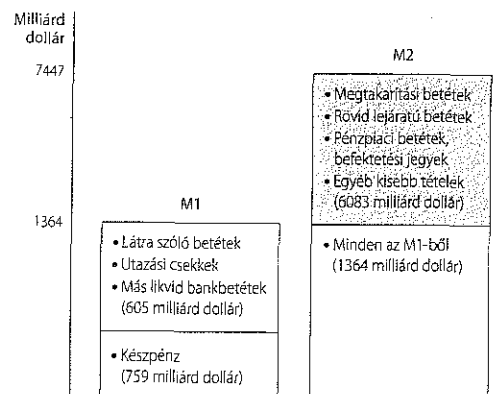 Milliárd
dollár
7447
1364
M1
• Látra szóló betétek
• Utazási csekkek
• Más likvid bankbetétek
(605 milliárd dollár)
• Készpénz
(759 milliárd dollár)
M2
• Megtakarítási betétek
• Rövid lejáratú betétek
• Pénzpiaci betétek,
befektetési jegyek
• Egyéb kisebb tételek
(6083 milliárd dollár)
• Minden az M1-ből
(1364 milliárd dollár)